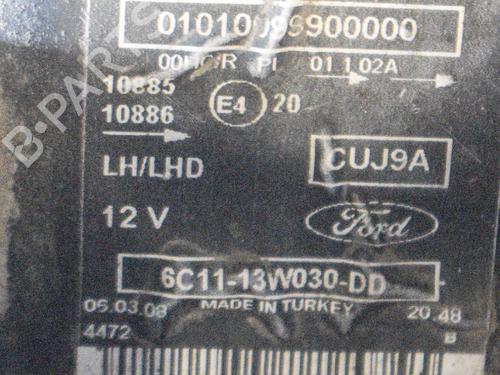 01010099900000
00HCR PL 01 1.02A
10885
10886
E4 20
LH/LHD
CUJ9A
12 V
Ford
6C11-13W030-DD
05.03.08 MADE IN TURKEY 20.48
4472 B
B-PARTS